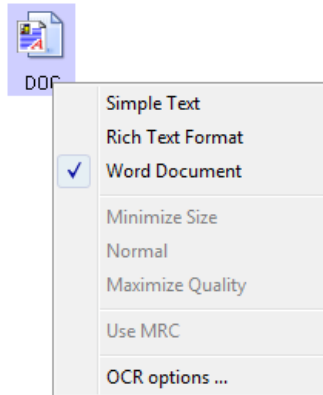 DOC
Simple Text
Rich Text Format
Word Document
Minimize Size
Normal
Maximize Quality
Use MRC
OCR options ...